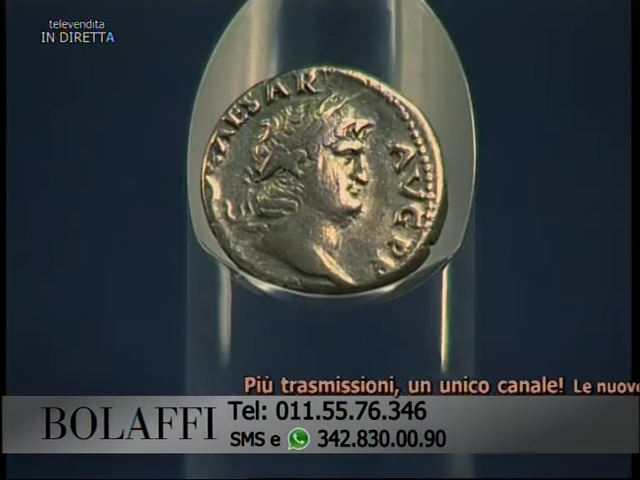 televendita
IN DIRETTA
CAESAR
AVG P
Più trasmissioni, un unico canale! Le nuove
BOLAFFI
Tel: 011.55.76.346
SMS e 342.830.00.90